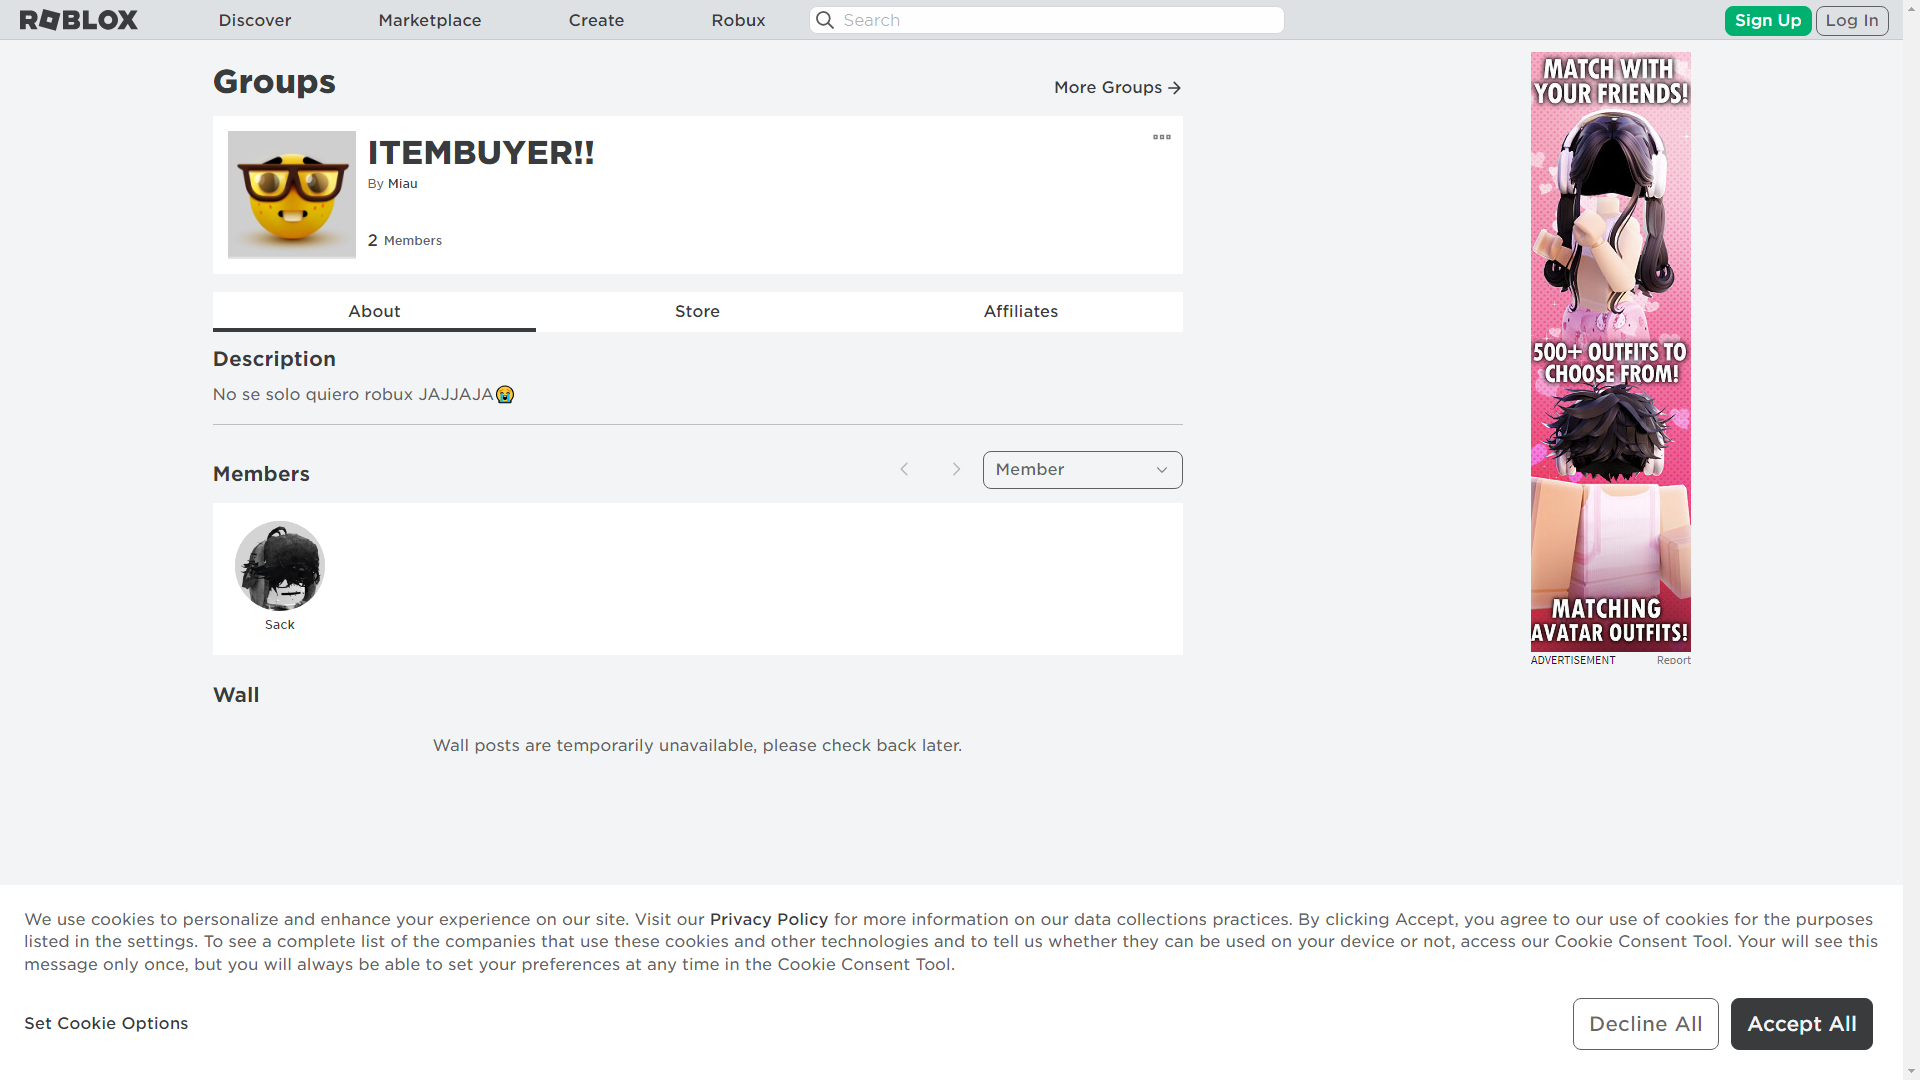 ROBLOX
Discover
Marketplace
Create
Robux
Search
Sign Up
Log In
Groups
More Groups
ITEMBUYER!!
By Miau
2 Members
About
Store
Affiliates
Description
No se solo quiero robux JAJJAJA😭
Members
Member
Sack
Wall
Wall posts are temporarily unavailable, please check back later.
MATCH WITH
YOUR FRIENDS!
500+ OUTFITS TO
CHOOSE FROM!
MATCHING
AVATAR OUTFITS!
ADVERTISEMENT
Report
We use cookies to personalize and enhance your experience on our site. Visit our Privacy Policy for more information on our data collections practices. By clicking Accept, you agree to our use of cookies for the purposes
listed in the settings. To see a complete list of the companies that use these cookies and other technologies and to tell us whether they can be used on your device or not, access our Cookie Consent Tool. Your will see this
message only once, but you will always be able to set your preferences at any time in the Cookie Consent Tool.
Set Cookie Options
Decline All
Accept All